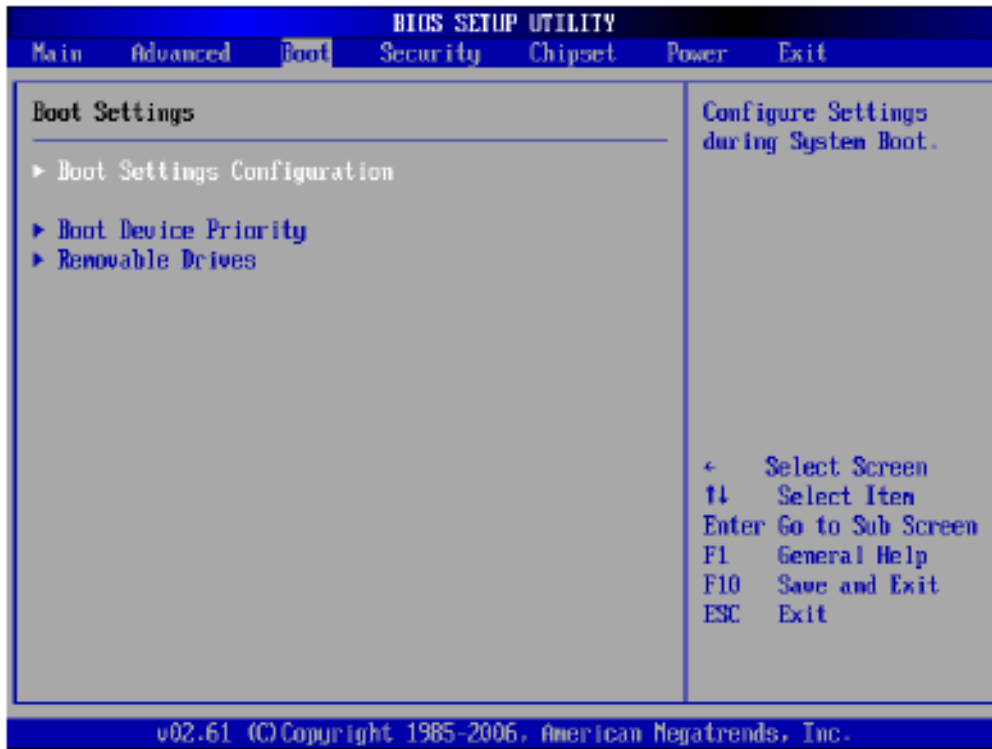 BIOS SETUP UTILITY
Main Advanced Boot Security Chipset Power Exit
Boot Settings
▶ Boot Settings Configuration
▶ Boot Device Priority
▶ Removable Drives
Configure Settings
during System Boot.
← Select Screen
↑↓ Select Item
Enter Go to Sub Screen
F1 General Help
F10 Save and Exit
ESC Exit
v02.61 (C)Copyright 1985-2006, American Megatrends, Inc.